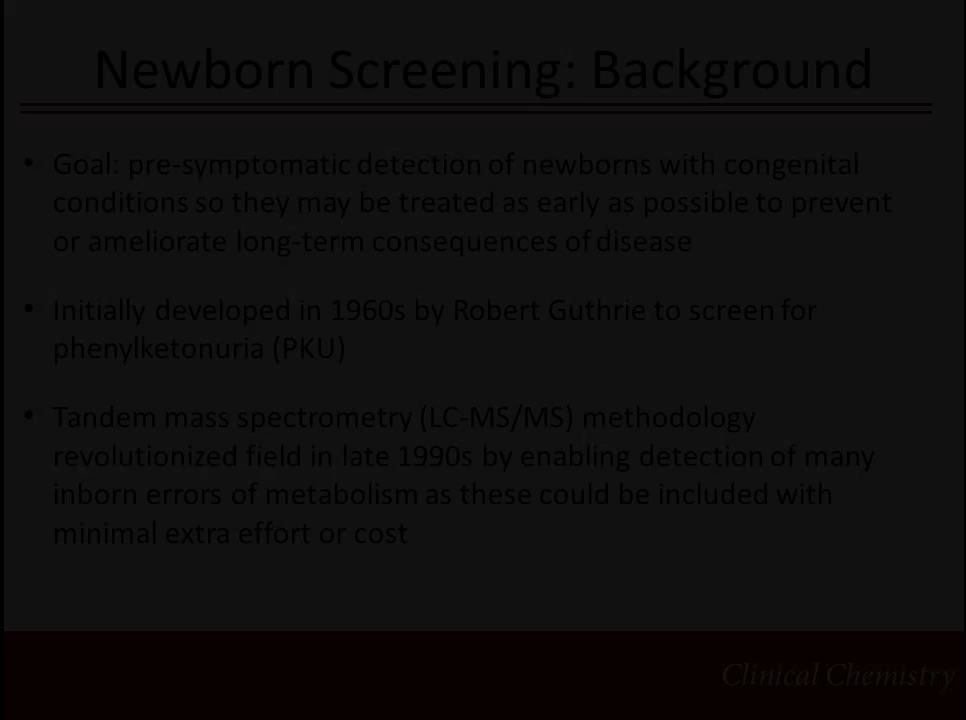 Newborn Screening: Background
• Goal: pre-symptomatic detection of newborns with congenital
conditions so they may be treated as early as possible to prevent
or ameliorate long-term consequences of disease
• Initially developed in 1960s by Robert Guthrie to screen for
phenylketonuria (PKU)
• Tandem mass spectrometry (LC-MS/MS) methodology
revolutionized field in late 1990s by enabling detection of many
inborn errors of metabolism as these could be included with
minimal extra effort or cost
Clinical Chemistry